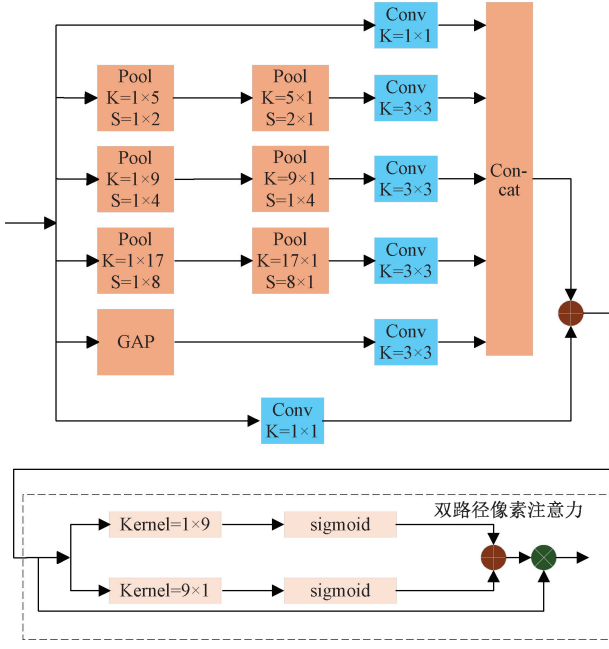 Conv
K=1×1
Pool
K=1×5
S=1×2
Pool
K=5×1
S=2×1
Conv
K=3×3
Pool
K=1×9
S=1×4
Pool
K=9×1
S=1×4
Conv
K=3×3
Con-
cat
Pool
K=1×17
S=1×8
Pool
K=17×1
S=8×1
Conv
K=3×3
GAP
Conv
K=3×3
Conv
K=1×1
双路径像素注意力
Kernel=1×9
sigmoid
Kernel=9×1
sigmoid